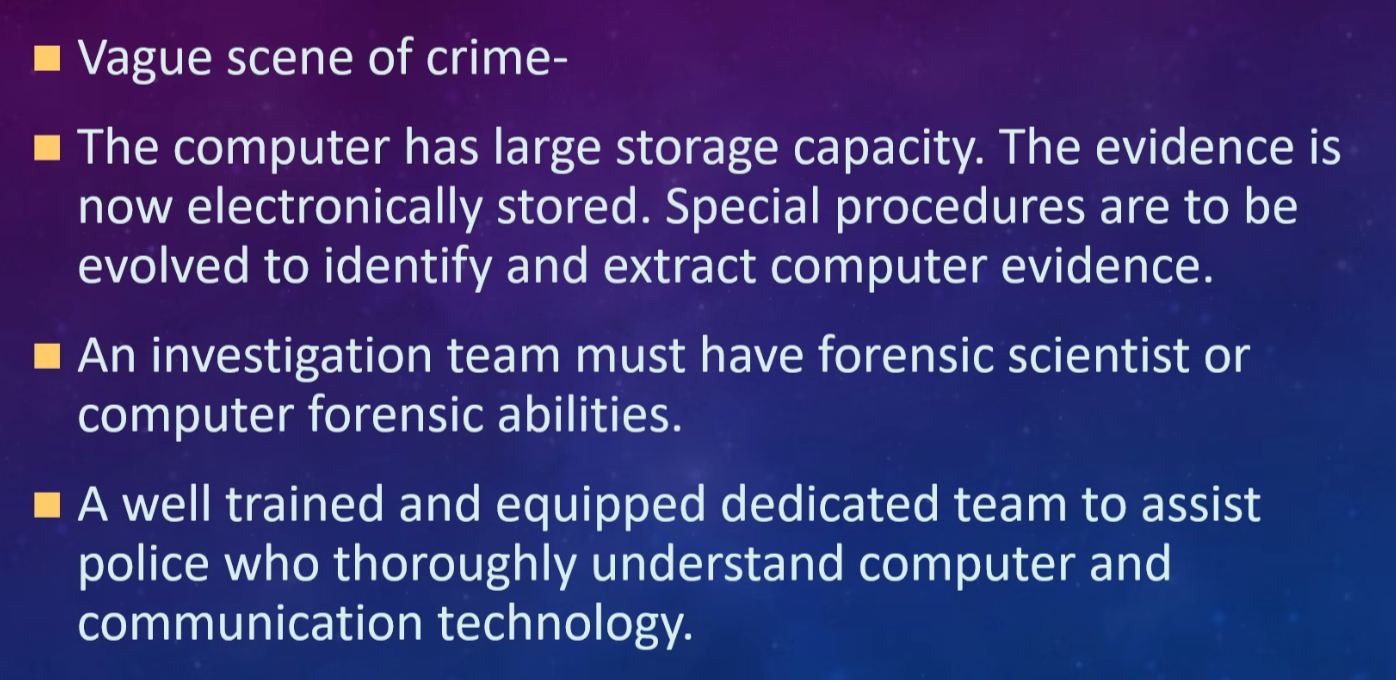 Vague scene of crime-
The computer has large storage capacity. The evidence is
now electronically stored. Special procedures are to be
evolved to identify and extract computer evidence.
An investigation team must have forensic scientist or
computer forensic abilities.
A well trained and equipped dedicated team to assist
police who thoroughly understand computer and
communication technology.